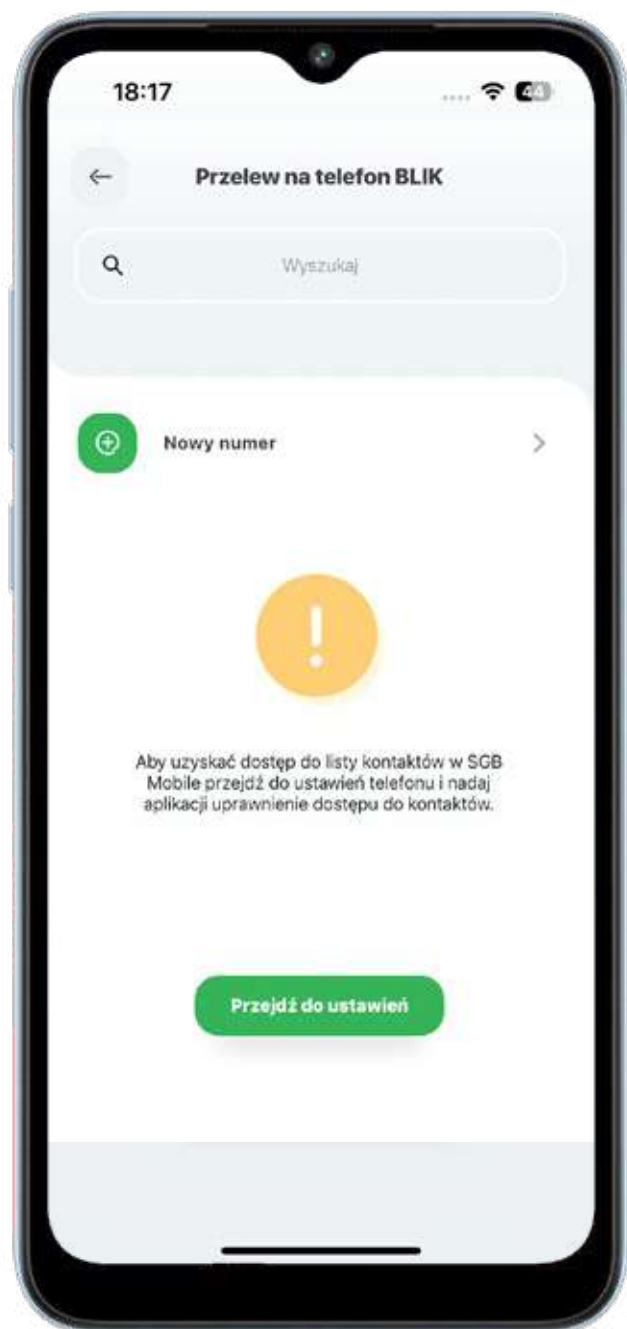 18:17
44
Przelew na telefon BLIK
Wyszukaj
Nowy numer
Aby uzyskać dostęp do listy kontaktów w SGB
Mobile przejdź do ustawień telefonu i nadaj
aplikacji uprawnienie dostępu do kontaktów.
Przejdź do ustawień